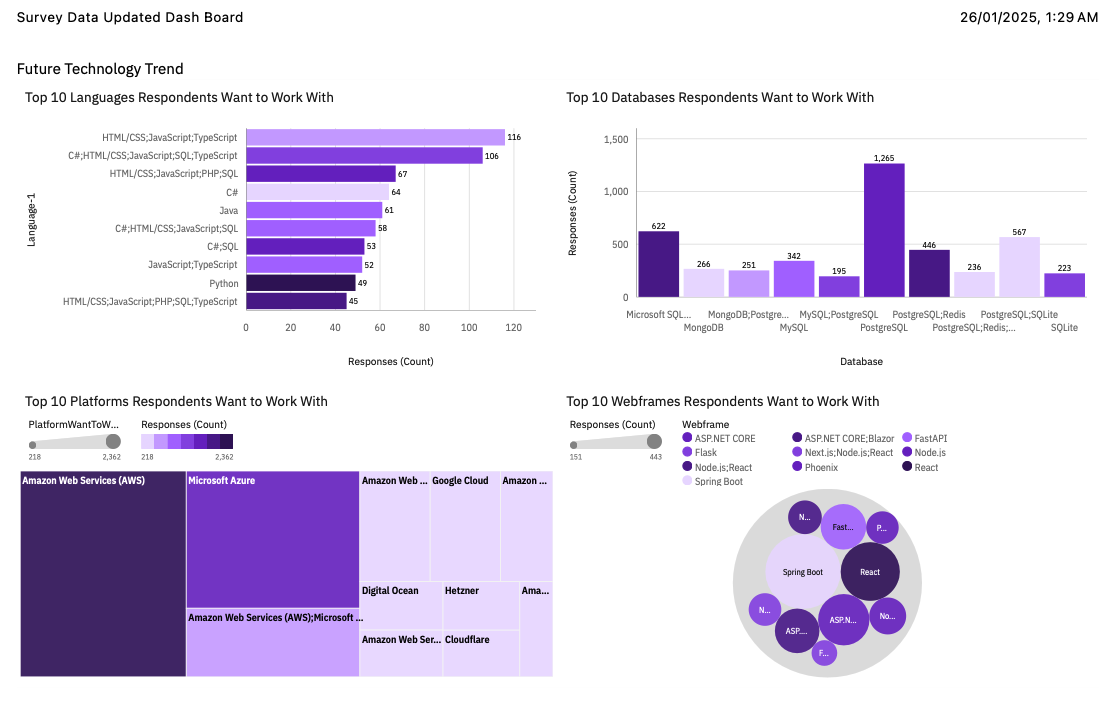 Survey Data Updated Dash Board
26/01/2025, 1:29 AM
Future Technology Trend
Top 10 Languages Respondents Want to Work With
Language-1
HTML/CSS;JavaScript;TypeScript
116
C#;HTML/CSS;JavaScript;SQL;TypeScript
106
HTML/CSS;JavaScript;PHP;SQL
67
C#
64
Java
61
C#;HTML/CSS;JavaScript;SQL
58
C#;SQL
53
JavaScript;TypeScript
52
Python
49
HTML/CSS;JavaScript;PHP;SQL;TypeScript
45
0 20 40 60 80 100 120
Responses (Count)
Top 10 Databases Respondents Want to Work With
Responses (Count)
1,500
1,000
500
0
622
266
251
342
195
1,265
446
236
567
223
Microsoft SQL... MongoDB;Postgre... MySQL;PostgreSQL PostgreSQL;Redis PostgreSQL;SQLite
MongoDB MySQL PostgreSQL PostgreSQL;Redis;... SQLite
Database
Top 10 Platforms Respondents Want to Work With
PlatformWantToW...
218 2,362
Responses (Count)
218 2,362
Amazon Web Services (AWS)
Microsoft Azure
Amazon Web Services (AWS);Microsoft ...
Amazon Web ...
Google Cloud
Amazon ...
Digital Ocean
Hetzner
Ama...
Amazon Web Ser...
Cloudflare
Top 10 Webframes Respondents Want to Work With
Responses (Count)
151 443
Webframe
ASP.NET CORE ASP.NET CORE;Blazor FastAPI
Flask Next.js;Node.js;React Node.js
Node.js;React Phoenix React
Spring Boot
N...
Fast...
P...
Spring Boot
React
N...
ASP....
ASP.N...
No...
F...